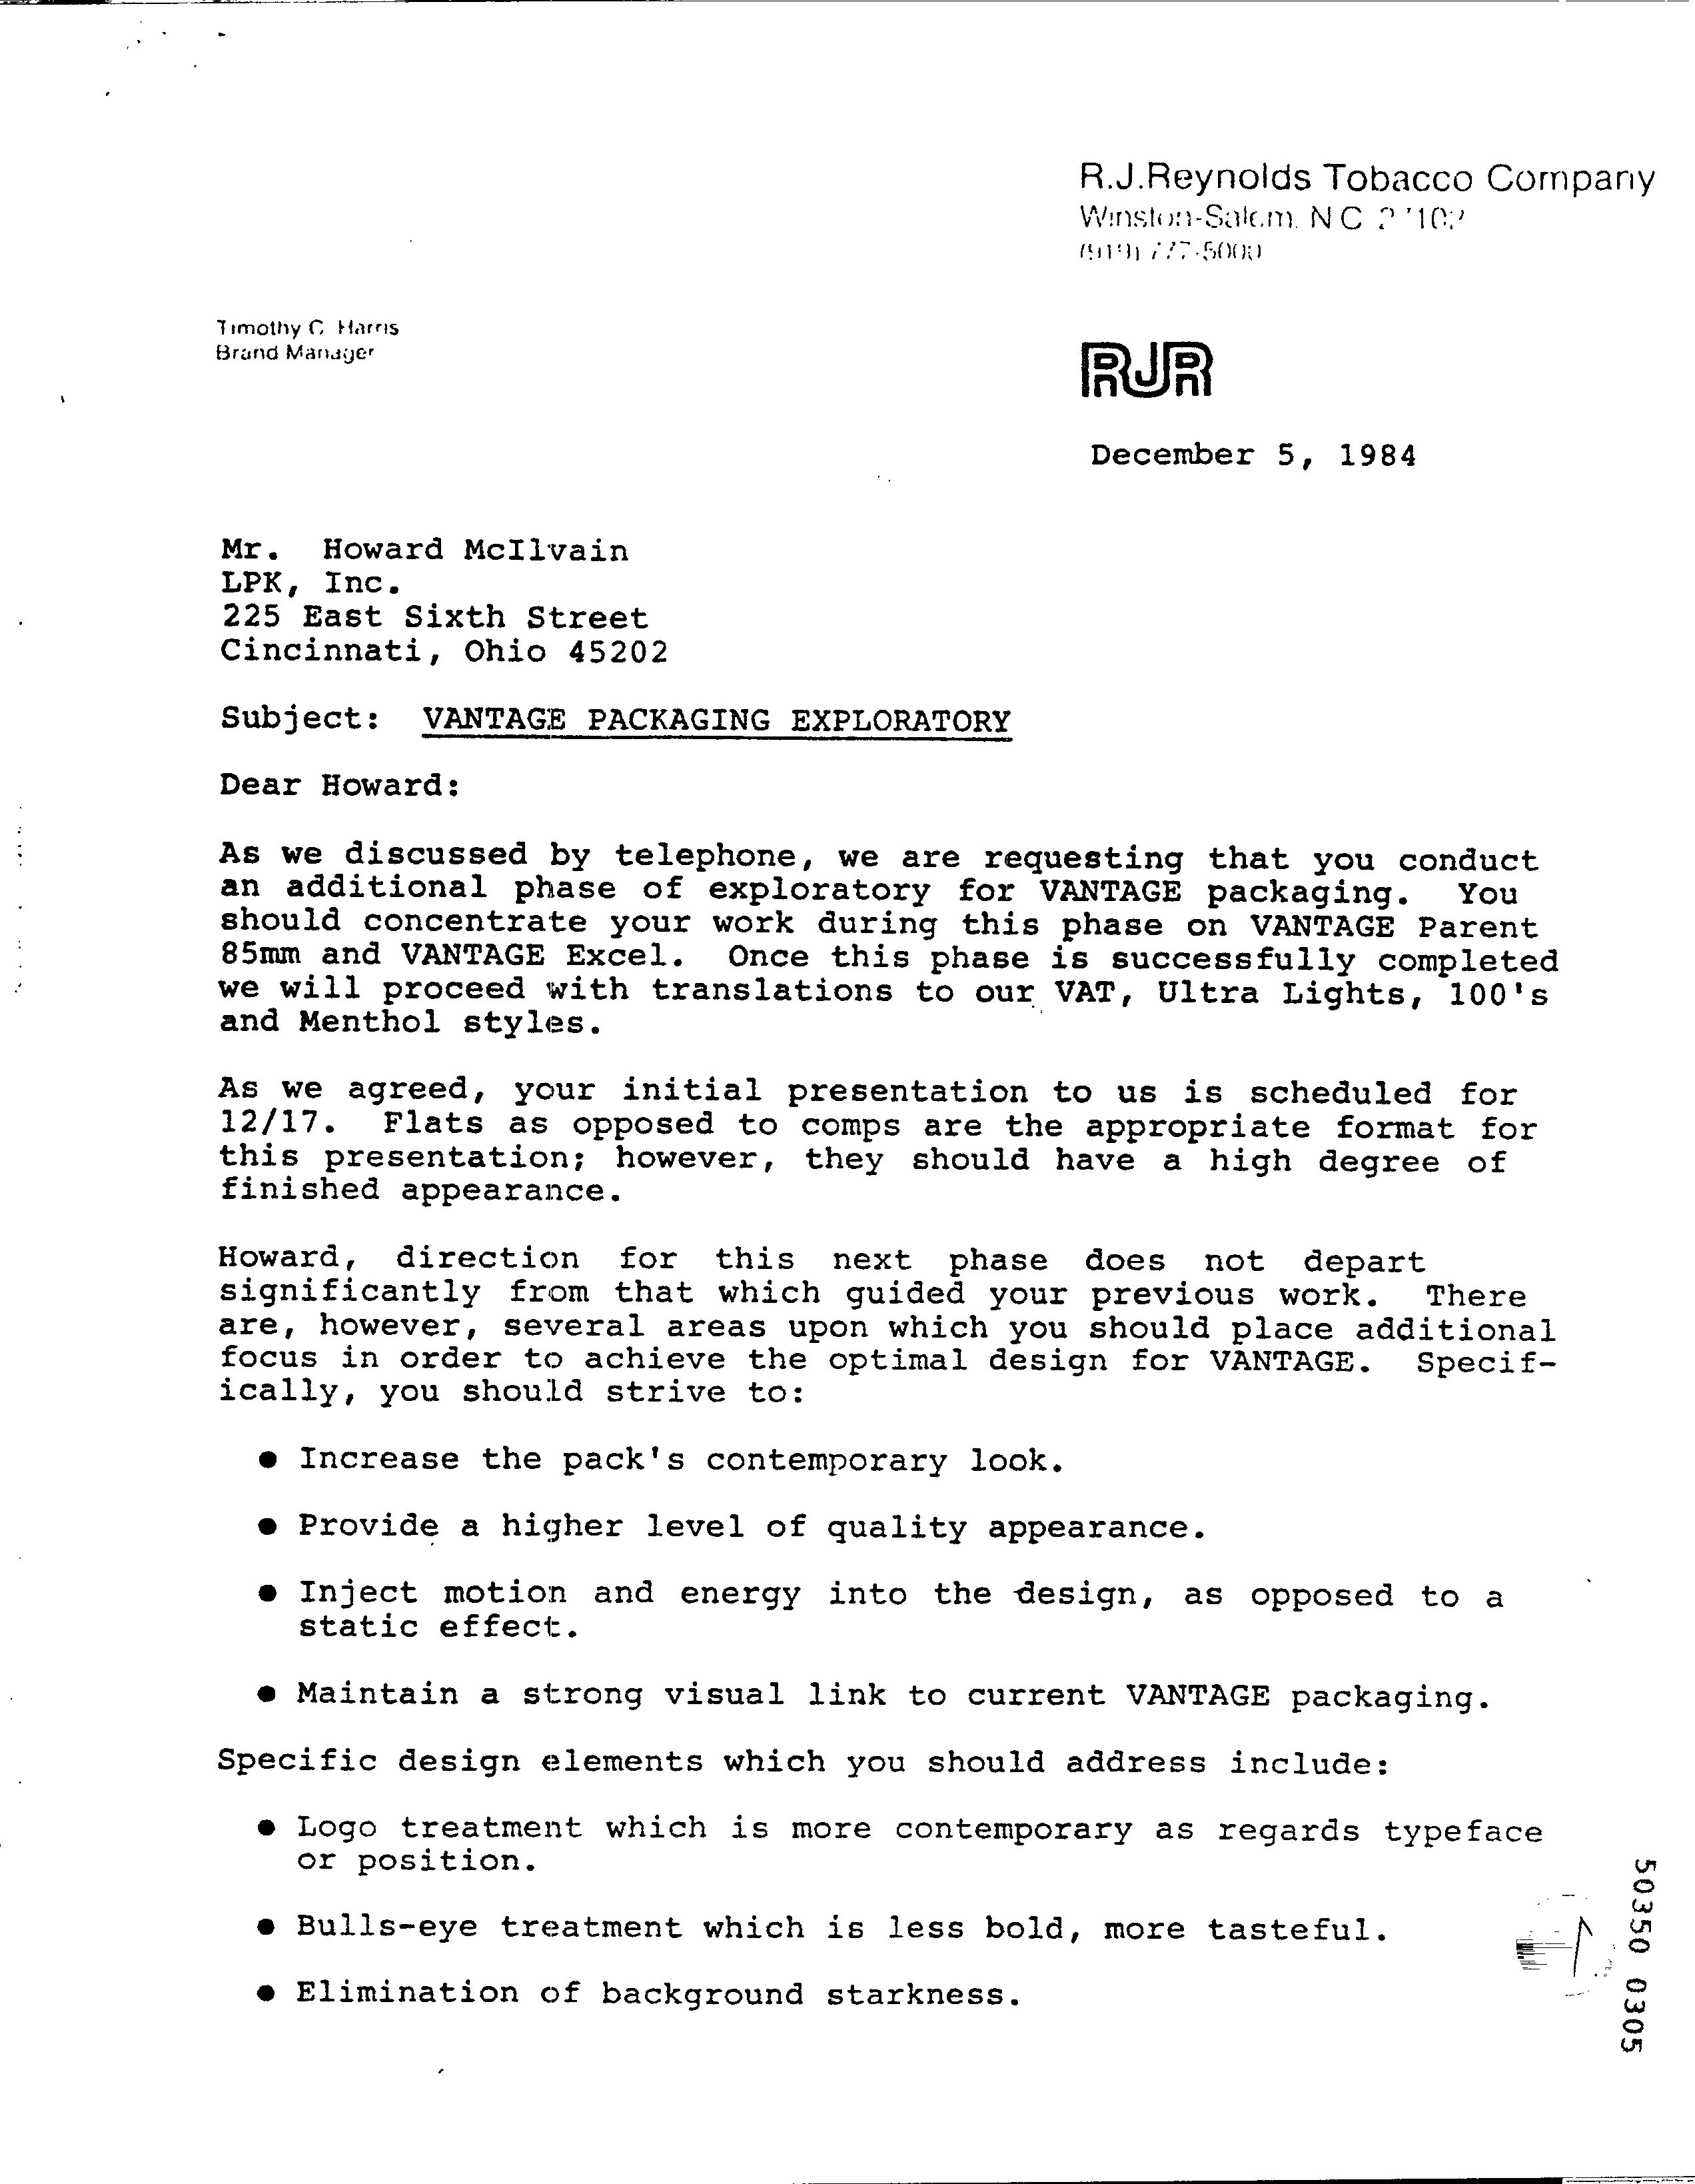 R.J.Reynolds Tobacco Company
Winston-Salem, N C
Timothy C. Harris
Brand Manager
RJR
December 5, 1984
Mr.  Howard McIlvain
LPK, Inc.
225 East Sixth Street
Cincinnati, Ohio 45202
Subject:  VANTAGE PACKAGING EXPLORATORY
Dear Howard:
As we discussed by telephone, we are requesting that you conduct
an additional phase of exploratory for VANTAGE packaging.  You
should concentrate your work during this phase on VANTAGE Parent
85mm and VANTAGE Excel.  Once this phase is successfully completed
we will proceed with translations to our VAT, Ultra Lights, 100's
and Menthol styles.
As we agreed, your initial presentation to us is scheduled for
12/17.  Flats as opposed to comps are the appropriate format for
this presentation; however, they should have a high degree of
finished appearance.
Howard, direction for this next phase does not depart
significantly from that which guided your previous work.  There
are, however, several areas upon which you should place additional
focus in order to achieve the optimal design for VANTAGE.  Specif-
ically, you should strive to:
● Increase the pack's contemporary look.
● Provide a higher level of quality appearance.
● Inject motion and energy into the design, as opposed to a
static effect.
● Maintain a strong visual link to current VANTAGE packaging.
Specific design elements which you should address include:
● Logo treatment which is more contemporary as regards typeface
or position.
● Bulls-eye treatment which is less bold, more tasteful.
● Elimination of background starkness.
50350 0305